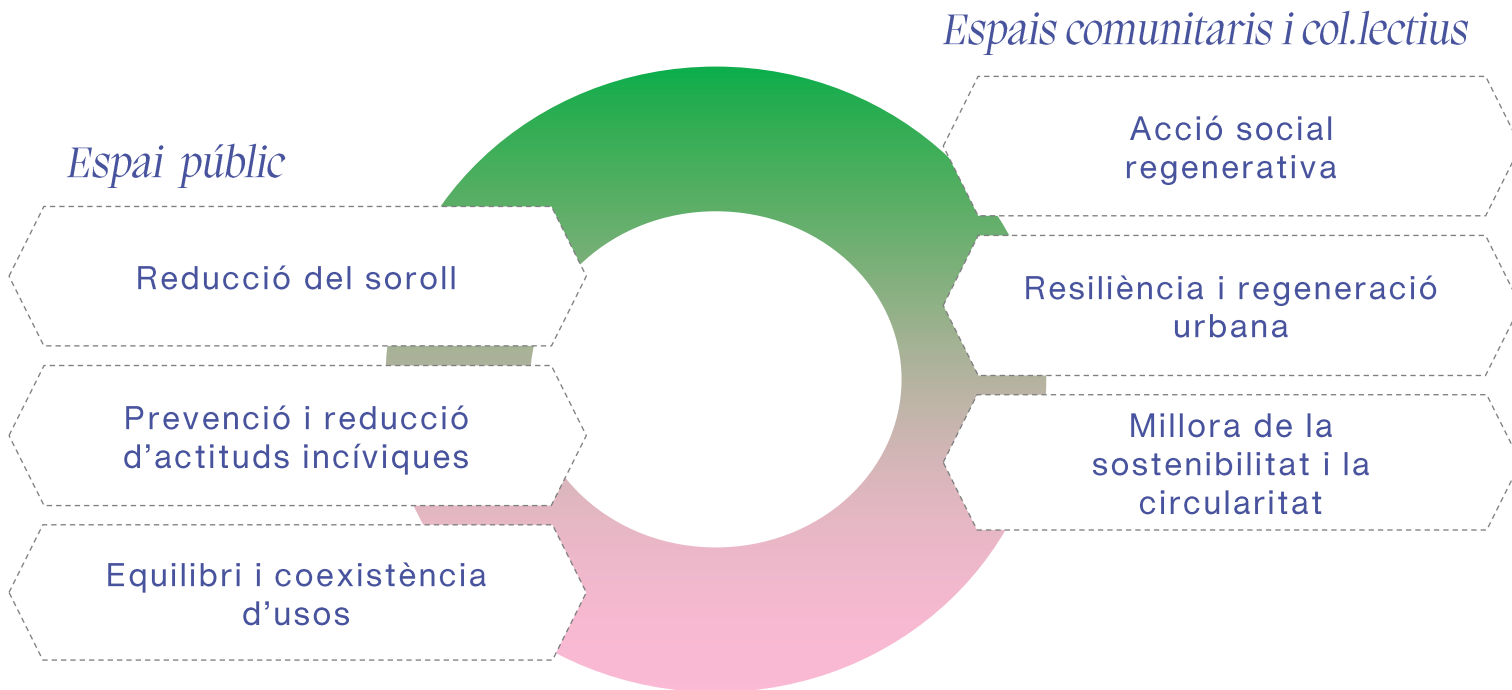 Espai públic
Reducció del soroll
Prevenció i reducció
d’actituds incíviques
Equilibri i coexistència
d’usos
Espais comunitaris i col.lectius
Acció social
regenerativa
Resiliència i regeneració
urbana
Millora de la
sostenibilitat i la
circularitat